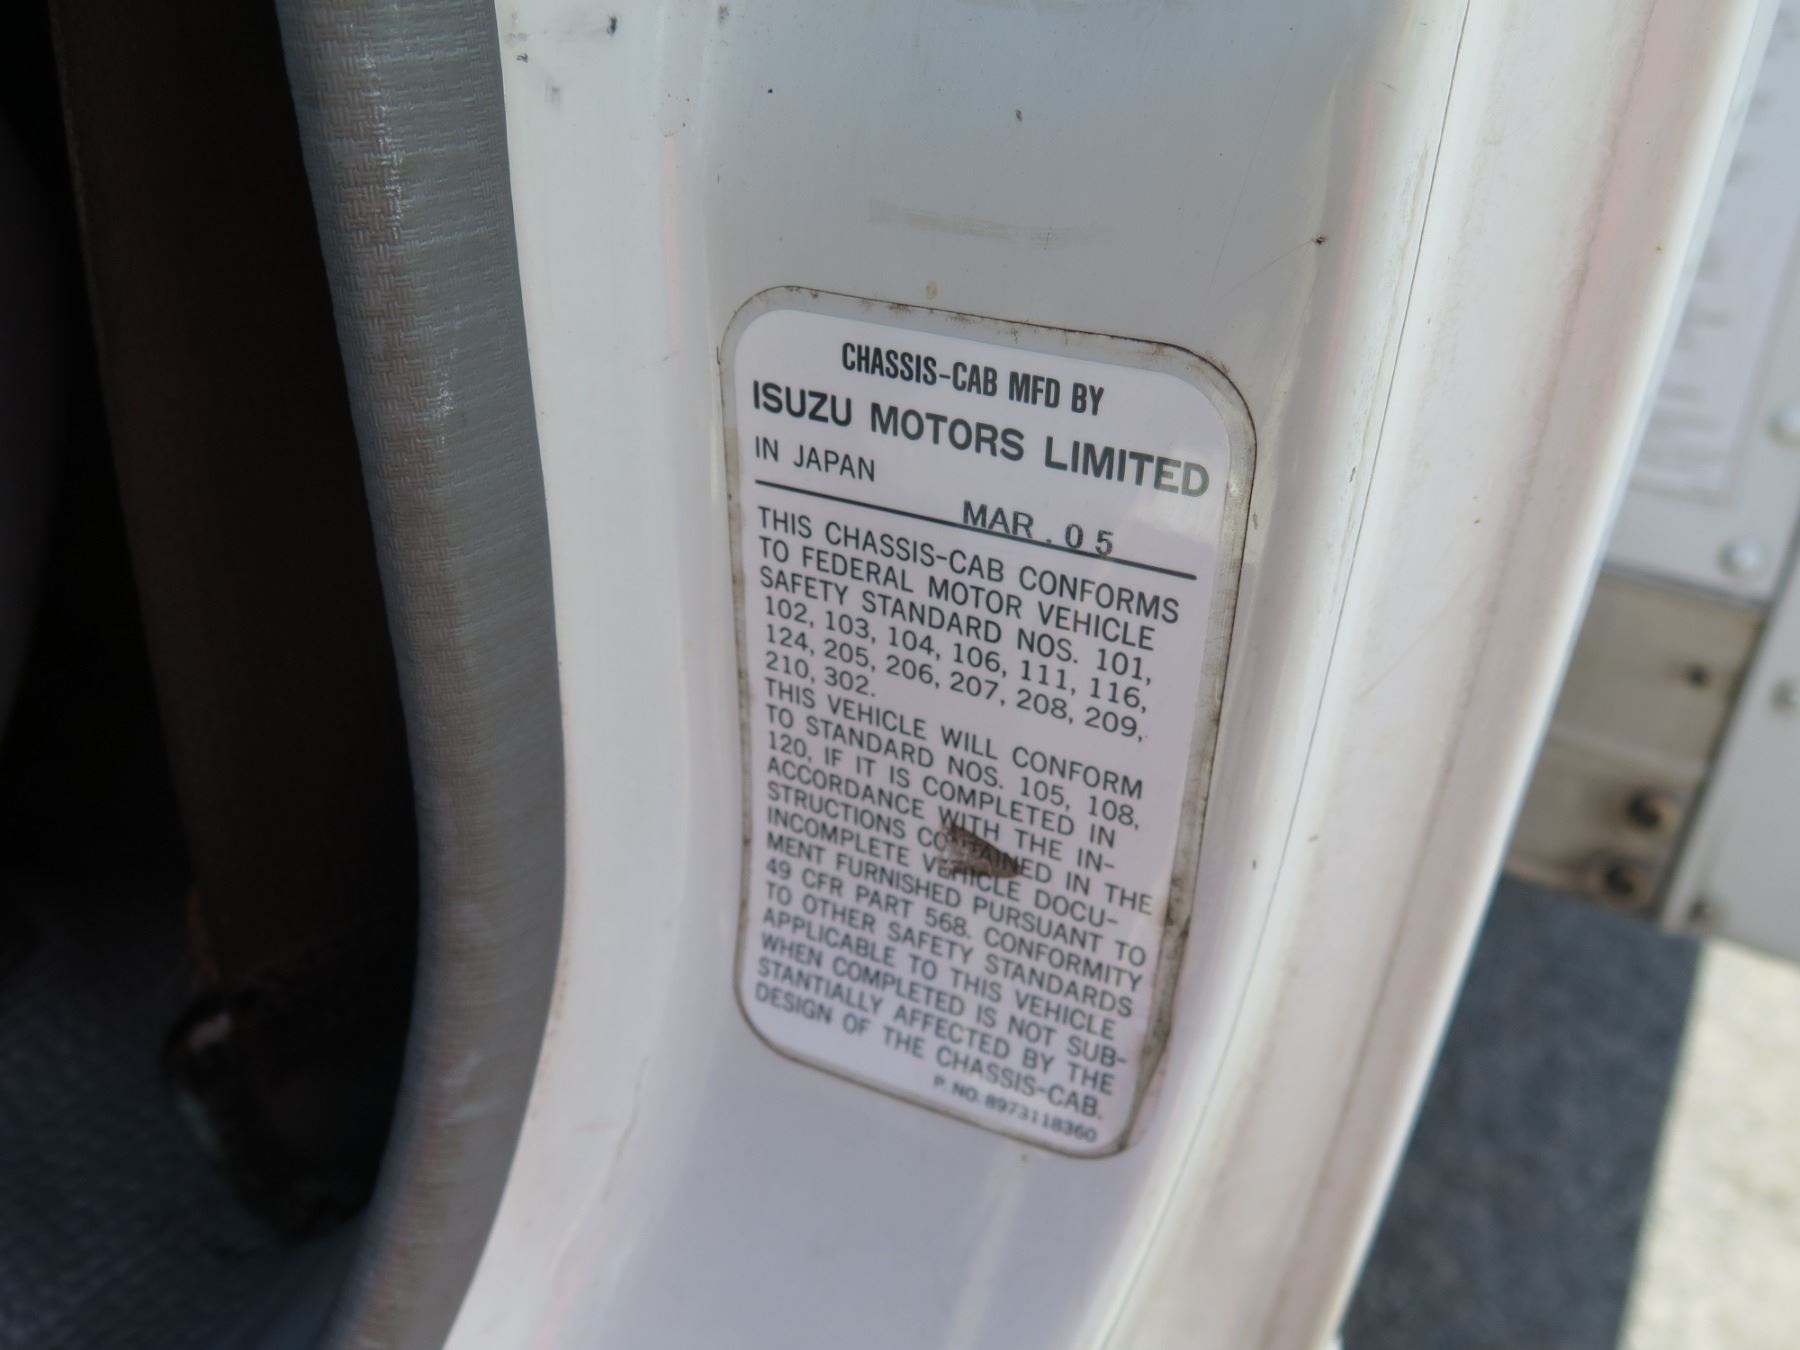 CHASSIS-CAB MFD BY
ISUZU MOTORS LIMITED
IN JAPAN
MAR. 05
THIS CHASSIS-CAB CONFORMS
TO FEDERAL MOTOR VEHICLE
SAFETY STANDARD NOS. 101,
102, 103, 104, 106, 111, 116,
124, 205, 206, 207, 208, 209,
210, 302.
THIS VEHICLE WILL CONFORM
TO STANDARD NOS. 105, 108,
120, IF IT IS COMPLETED IN
ACCORDANCE WITH THE IN-
STRUCTIONS CONTAINED IN THE
INCOMPLETE VEHICLE DOCU-
MENT FURNISHED PURSUANT TO
49 CFR PART 568. CONFORMITY
TO OTHER SAFETY STANDARDS
APPLICABLE TO THIS VEHICLE
WHEN COMPLETED IS NOT SUB-
STANTIALLY AFFECTED BY THE
DESIGN OF THE CHASSIS-CAB.
P. NO. 8973118360